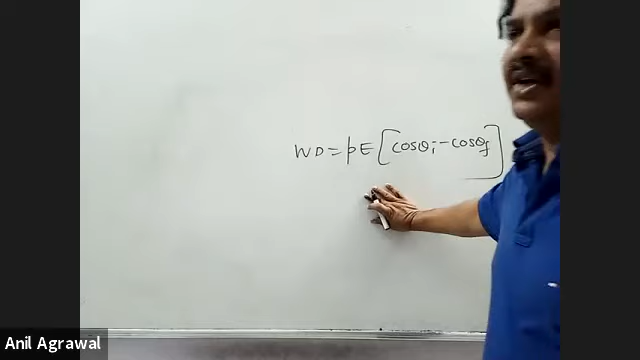 WD = pE [cosθi - cosθf]
Anil Agrawal